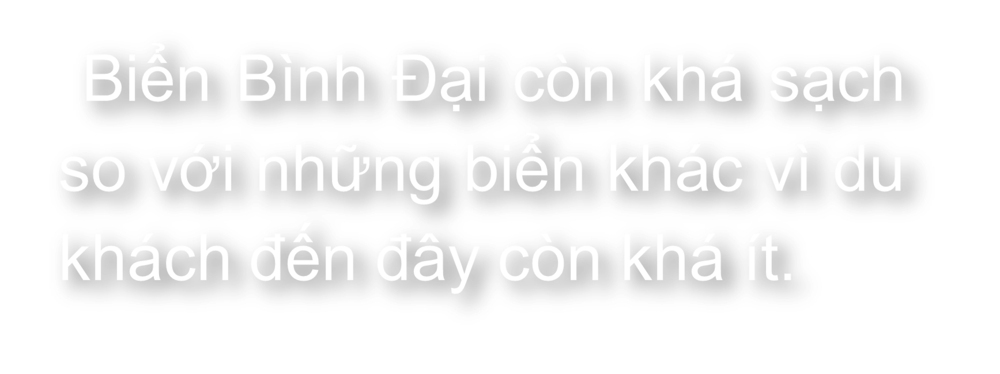 Biển Bình Đại còn khá sạch
so với những biển khác vì du
khách đến đây còn khá ít.